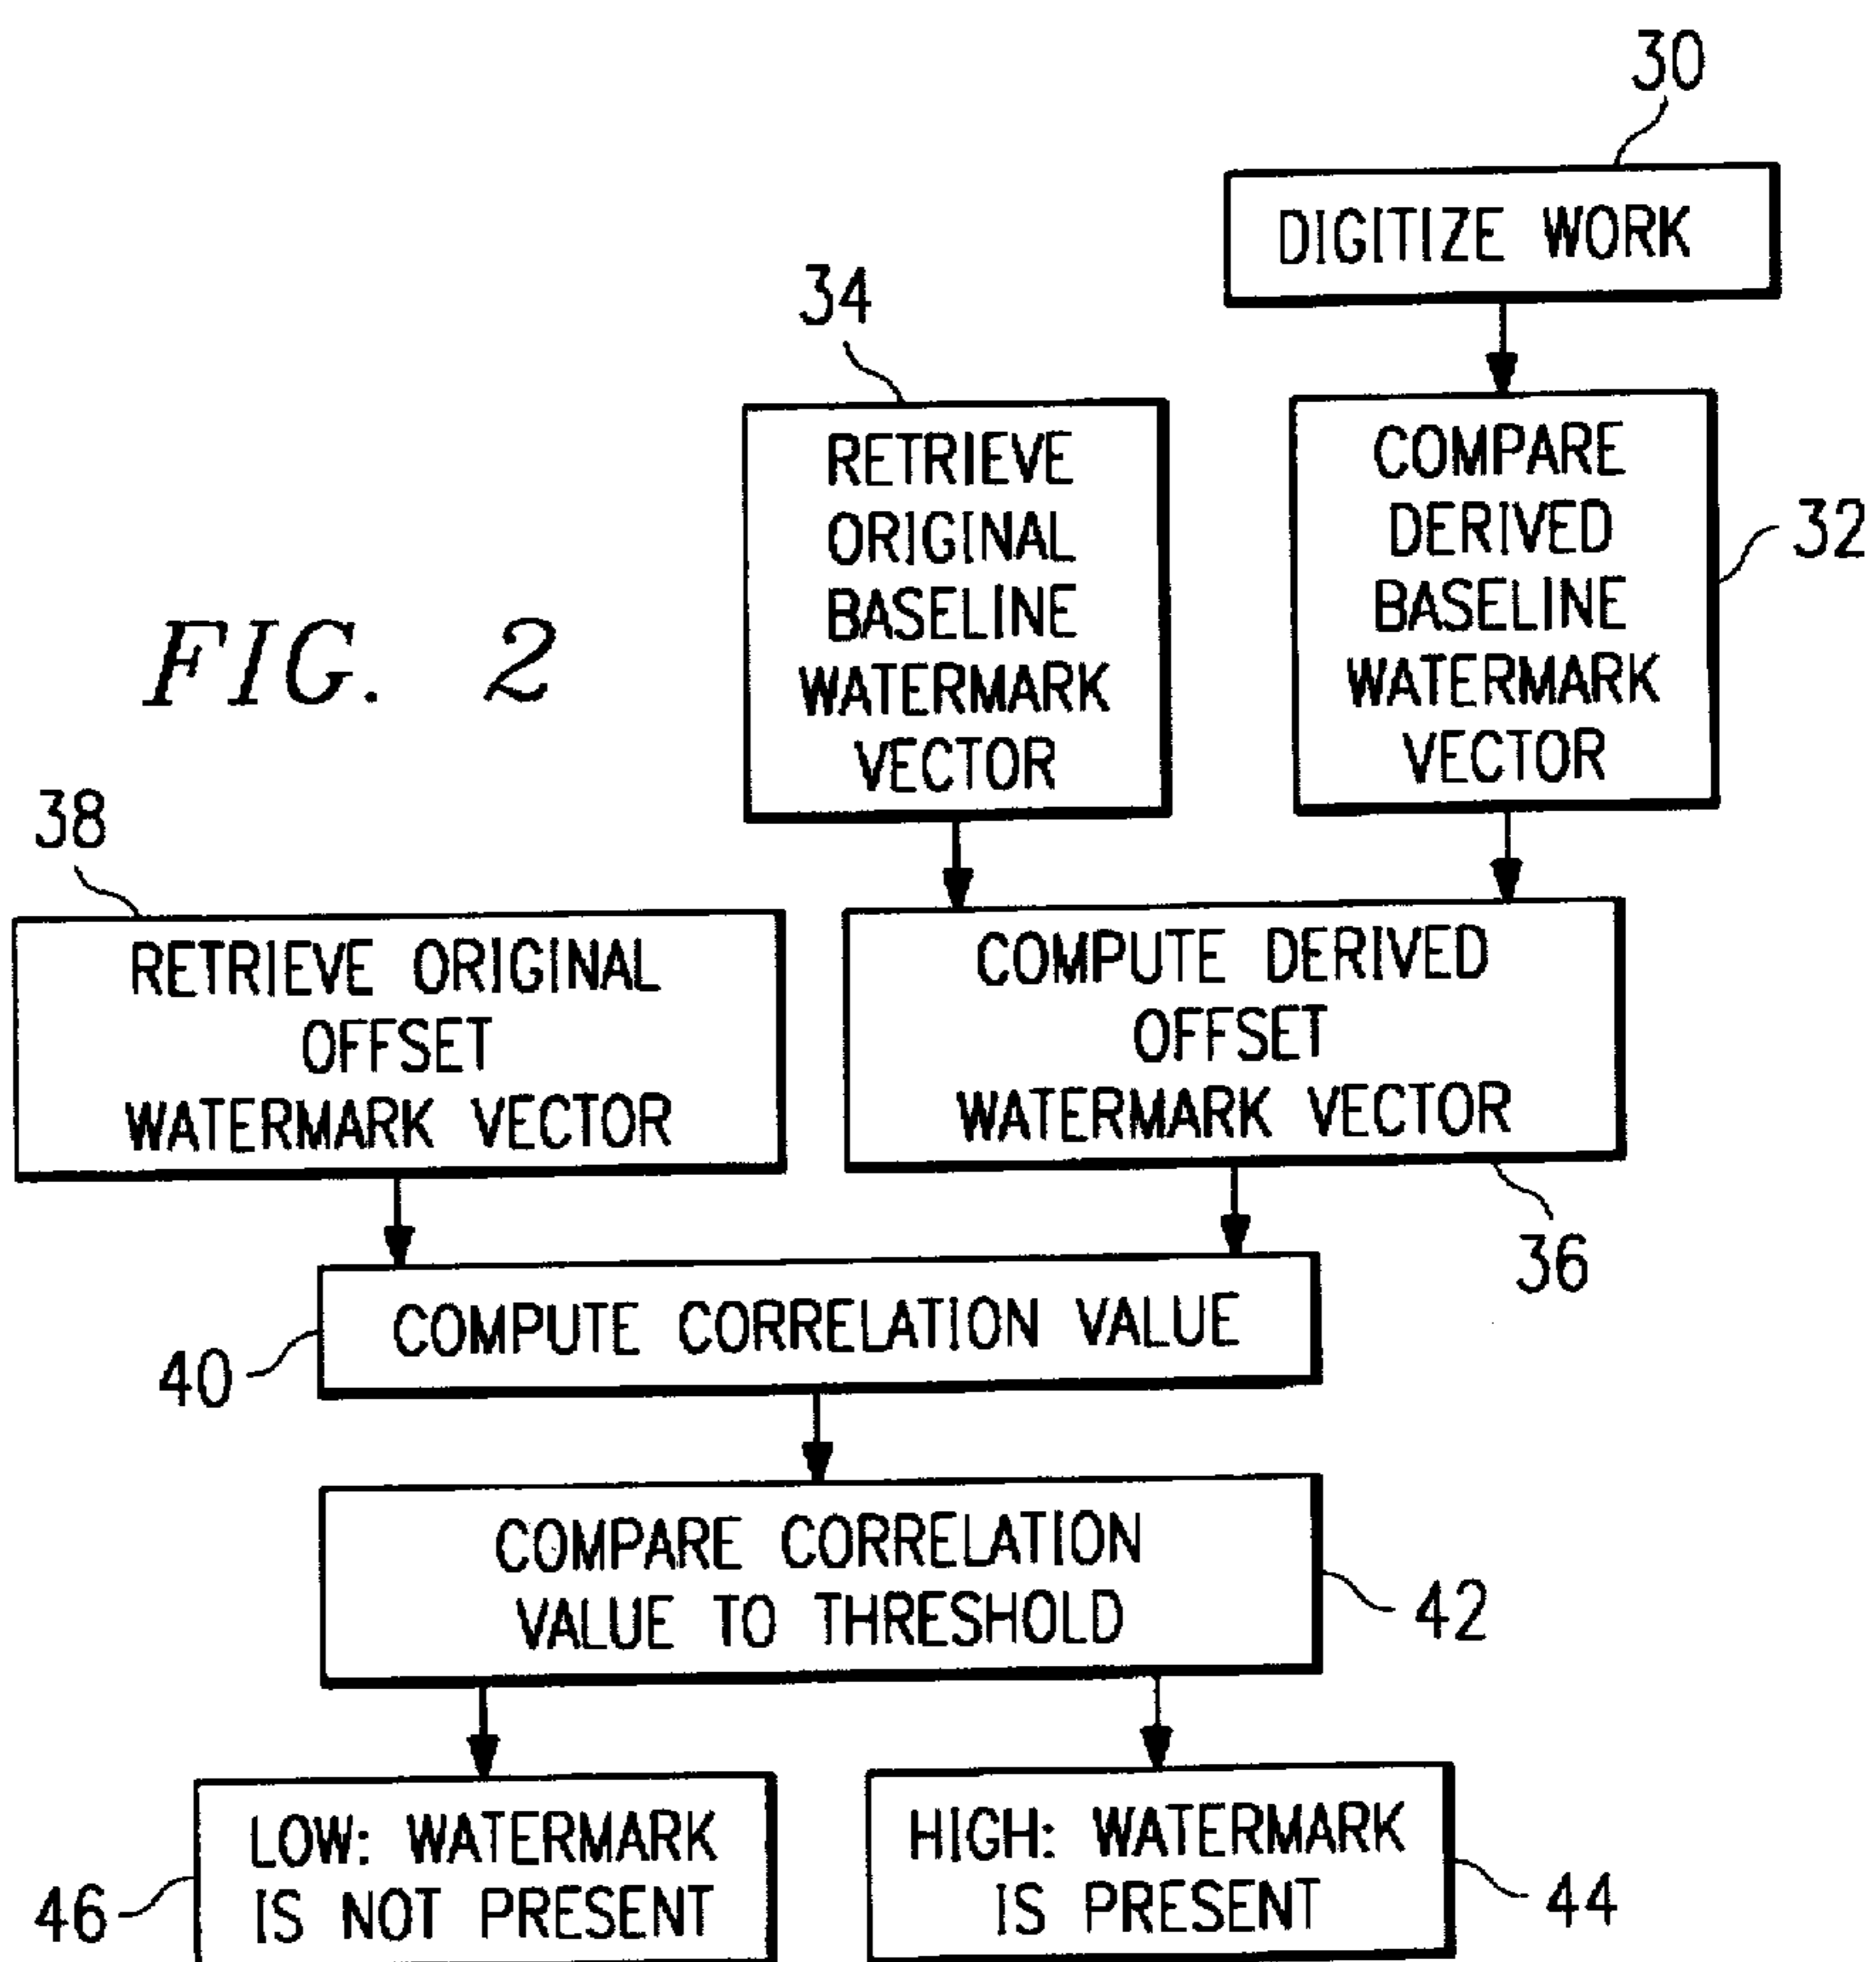 30
DIGITIZE WORK
34
RETRIEVE
ORIGINAL
BASELINE
WATERMARK
VECTOR
COMPARE
DERIVED
BASELINE
WATERMARK
VECTOR
32
FIG. 2
38
RETRIEVE ORIGINAL
OFFSET
WATERMARK VECTOR
COMPUTE DERIVED
OFFSET
WATERMARK VECTOR
36
COMPUTE CORRELATION VALUE
40
COMPARE CORRELATION
VALUE TO THRESHOLD
42
LOW: WATERMARK
IS NOT PRESENT
46
HIGH: WATERMARK
IS PRESENT
44